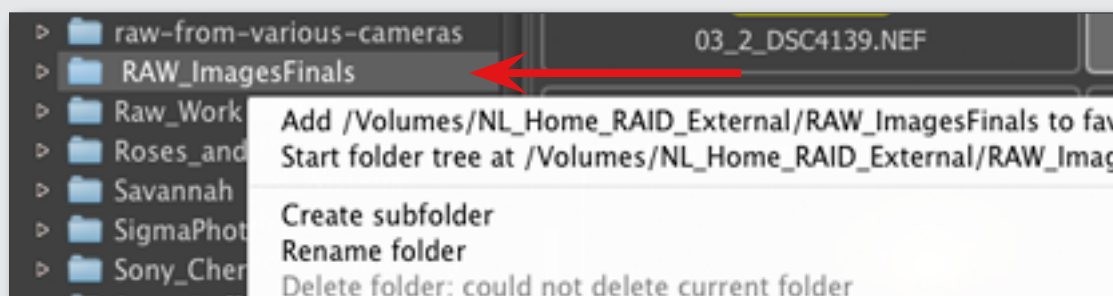 raw-from-various-cameras
03_2_DSC4139.NEF
RAW_ImagesFinals
Raw_Work
Add /Volumes/NL_Home_RAID_External/RAW_ImagesFinals to fav
Roses_and
Start folder tree at /Volumes/NL_Home_RAID_External/RAW_Imag
Savannah
Create subfolder
SigmaPhot
Rename folder
Sony_Cher
Delete folder: could not delete current folder